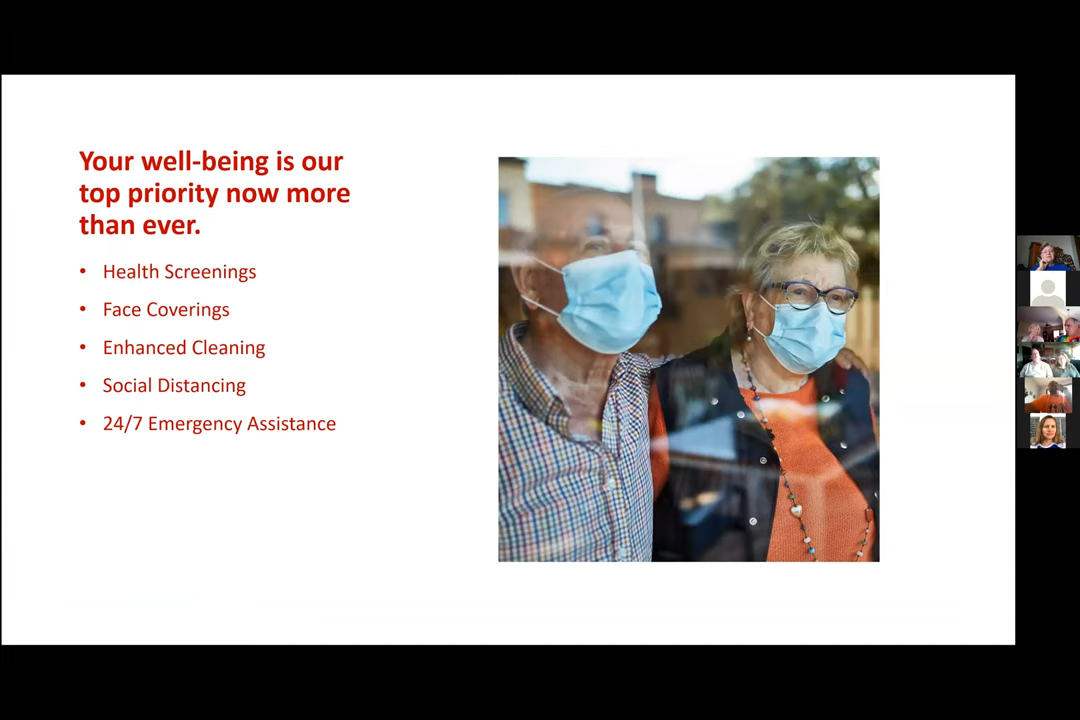 Your well-being is our
top priority now more
than ever.
• Health Screenings
• Face Coverings
• Enhanced Cleaning
• Social Distancing
• 24/7 Emergency Assistance